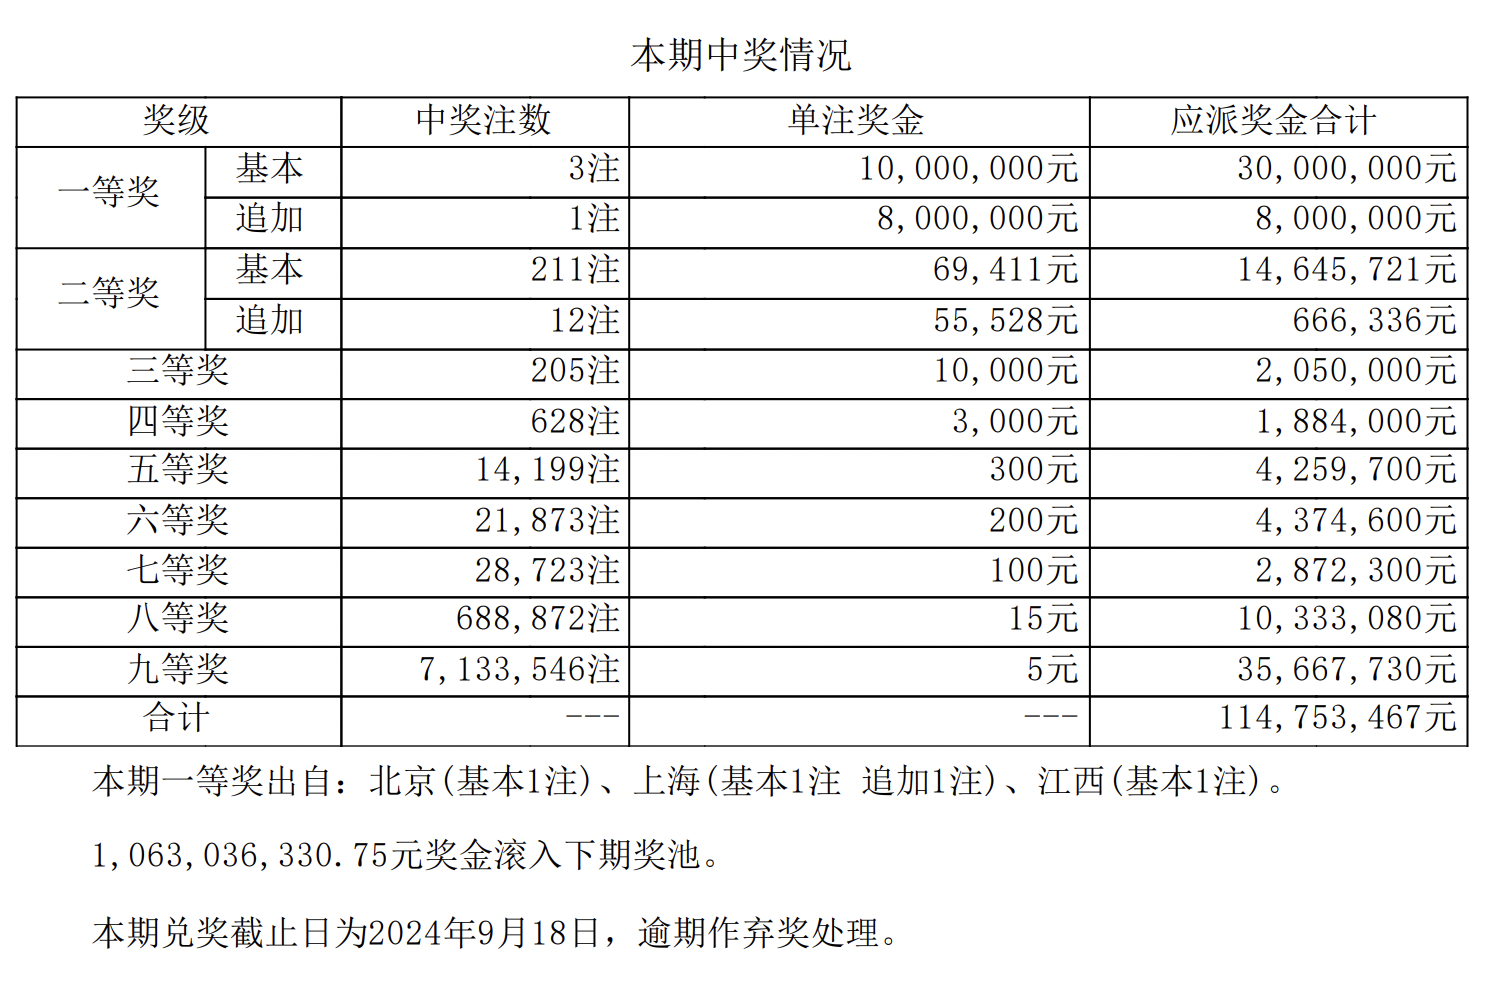 本期中奖情况
奖级 中奖注数 单注奖金 应派奖金合计
一等奖 基本 3注 10,000,000元 30,000,000元
追加 1注 8,000,000元 8,000,000元
二等奖 基本 211注 69,411元 14,645,721元
追加 12注 55,528元 666,336元
三等奖 205注 10,000元 2,050,000元
四等奖 628注 3,000元 1,884,000元
五等奖 14,199注 300元 4,259,700元
六等奖 21,873注 200元 4,374,600元
七等奖 28,723注 100元 2,872,300元
八等奖 688,872注 15元 10,333,080元
九等奖 7,133,546注 5元 35,667,730元
合计 --- --- 114,753,467元
本期一等奖出自：北京(基本1注)、上海(基本1注 追加1注)、江西(基本1注)。
1,063,036,330.75元奖金滚入下期奖池。
本期兑奖截止日为2024年9月18日，逾期作弃奖处理。